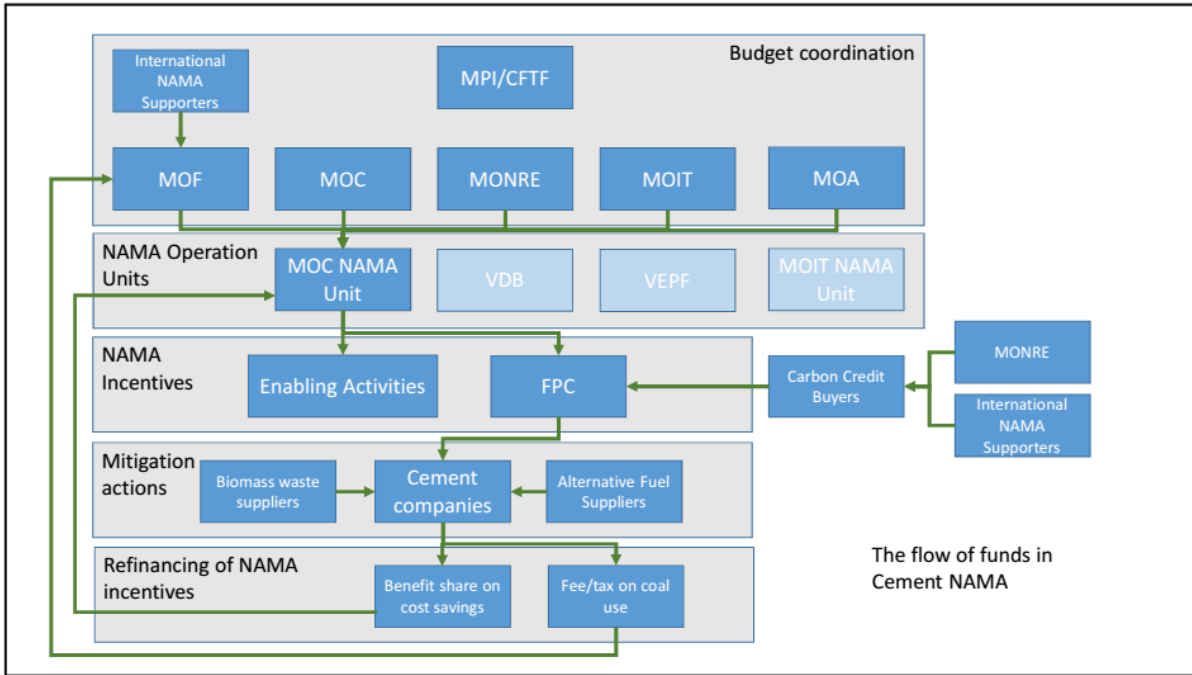 Budget coordination
International
NAMA
Supporters
MPI/CFTF
MOF
MOC
MONRE
MOIT
MOA
NAMA Operation
Units
MOC NAMA
Unit
VDB
VEPF
MOIT NAMA
Unit
NAMA
Incentives
Enabling Activities
FPC
Carbon Credit
Buyers
MONRE
International
NAMA
Supporters
Mitigation
actions
Biomass waste
suppliers
Cement
companies
Alternative Fuel
Suppliers
Refinancing of NAMA
incentives
Benefit share on
cost savings
Fee/tax on coal
use
The flow of funds in
Cement NAMA